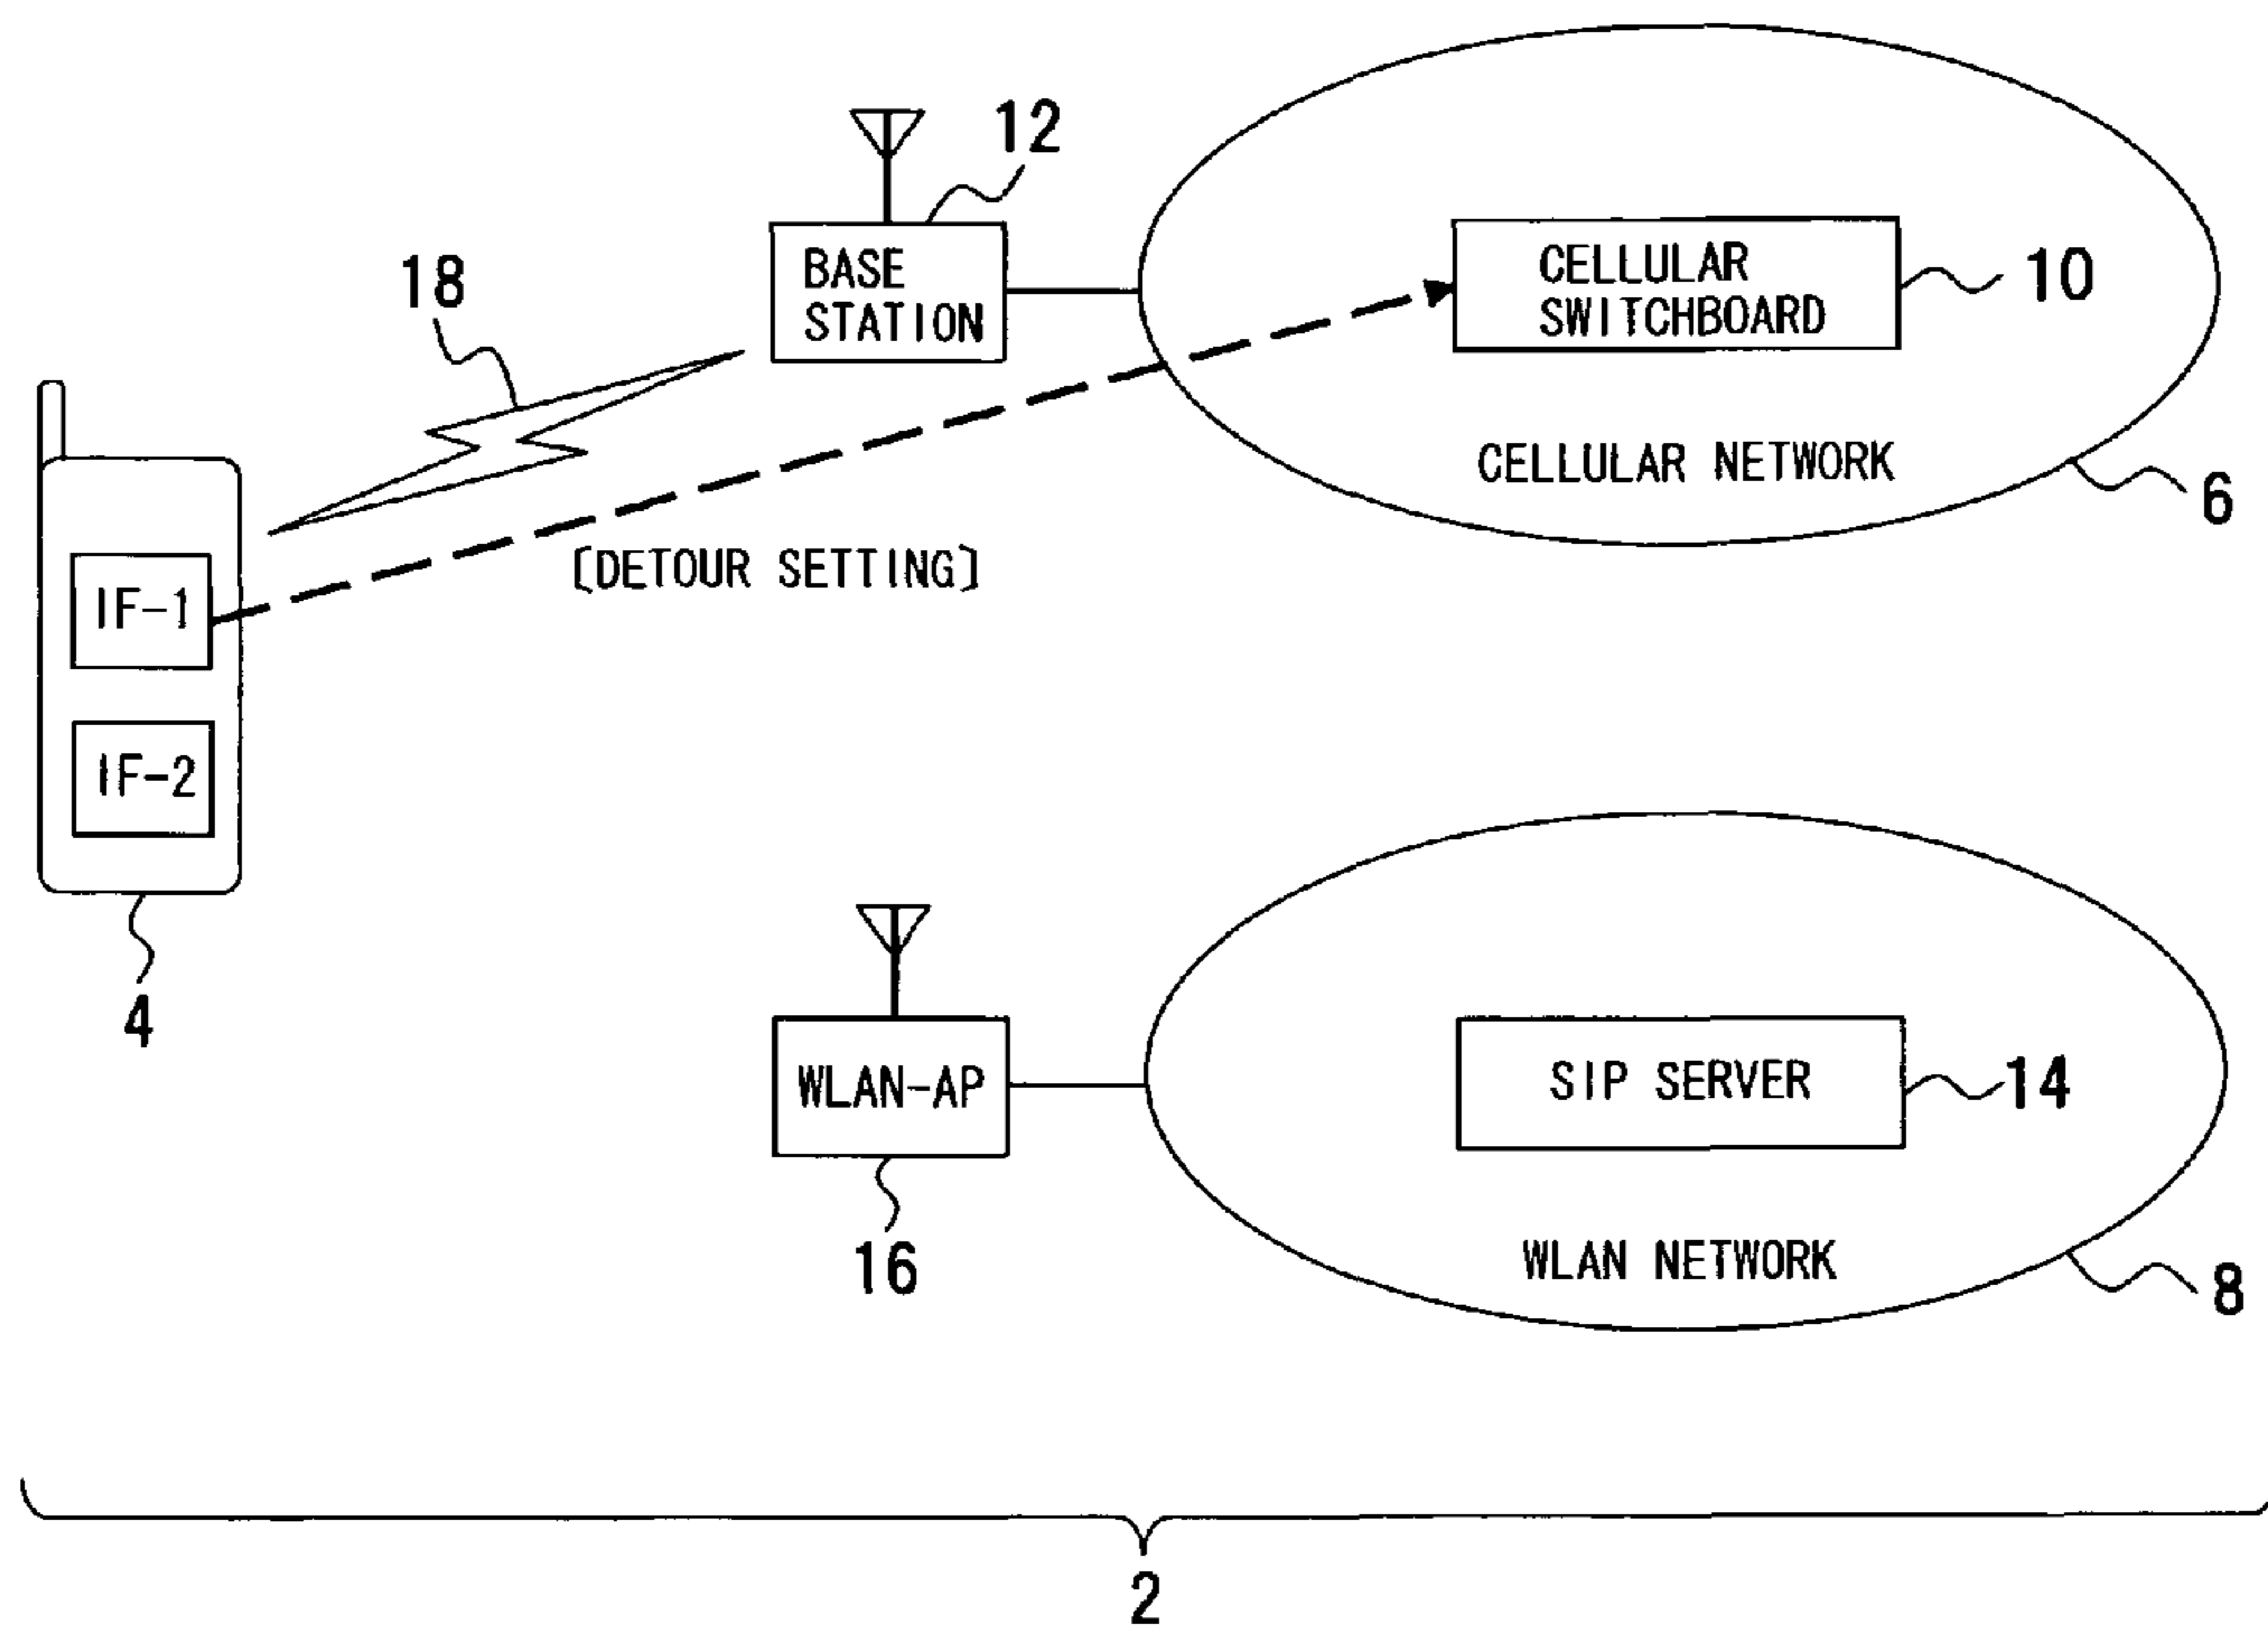 12
BASE
STATION
CELLULAR
SWITCHBOARD
10
18
CELLULAR NETWORK
6
[DETOUR SETTING]
IF-1
IF-2
4
WLAN-AP
SIP SERVER
14
16
WLAN NETWORK
8
2